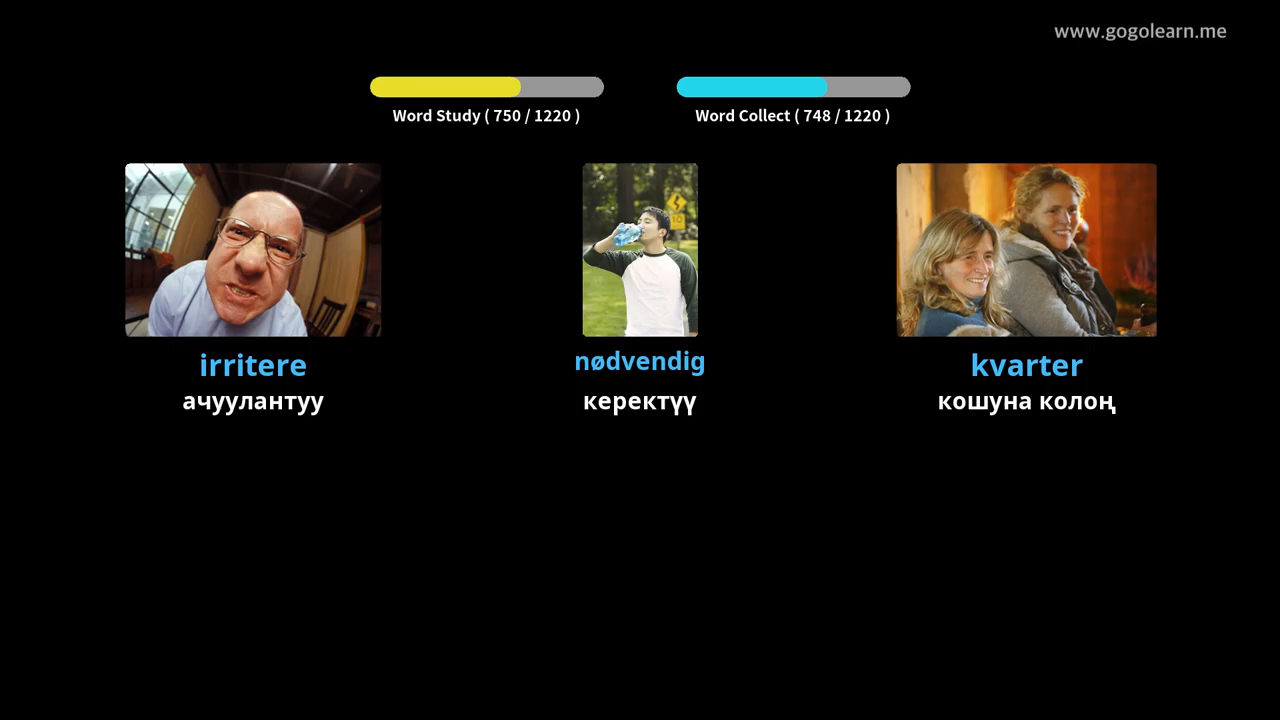 www.gogolearn.me
Word Study ( 750 / 1220 )
Word Collect ( 748 / 1220 )
irritere
ачуулантуу
nødvendig
керектүү
kvarter
кошуна колоң